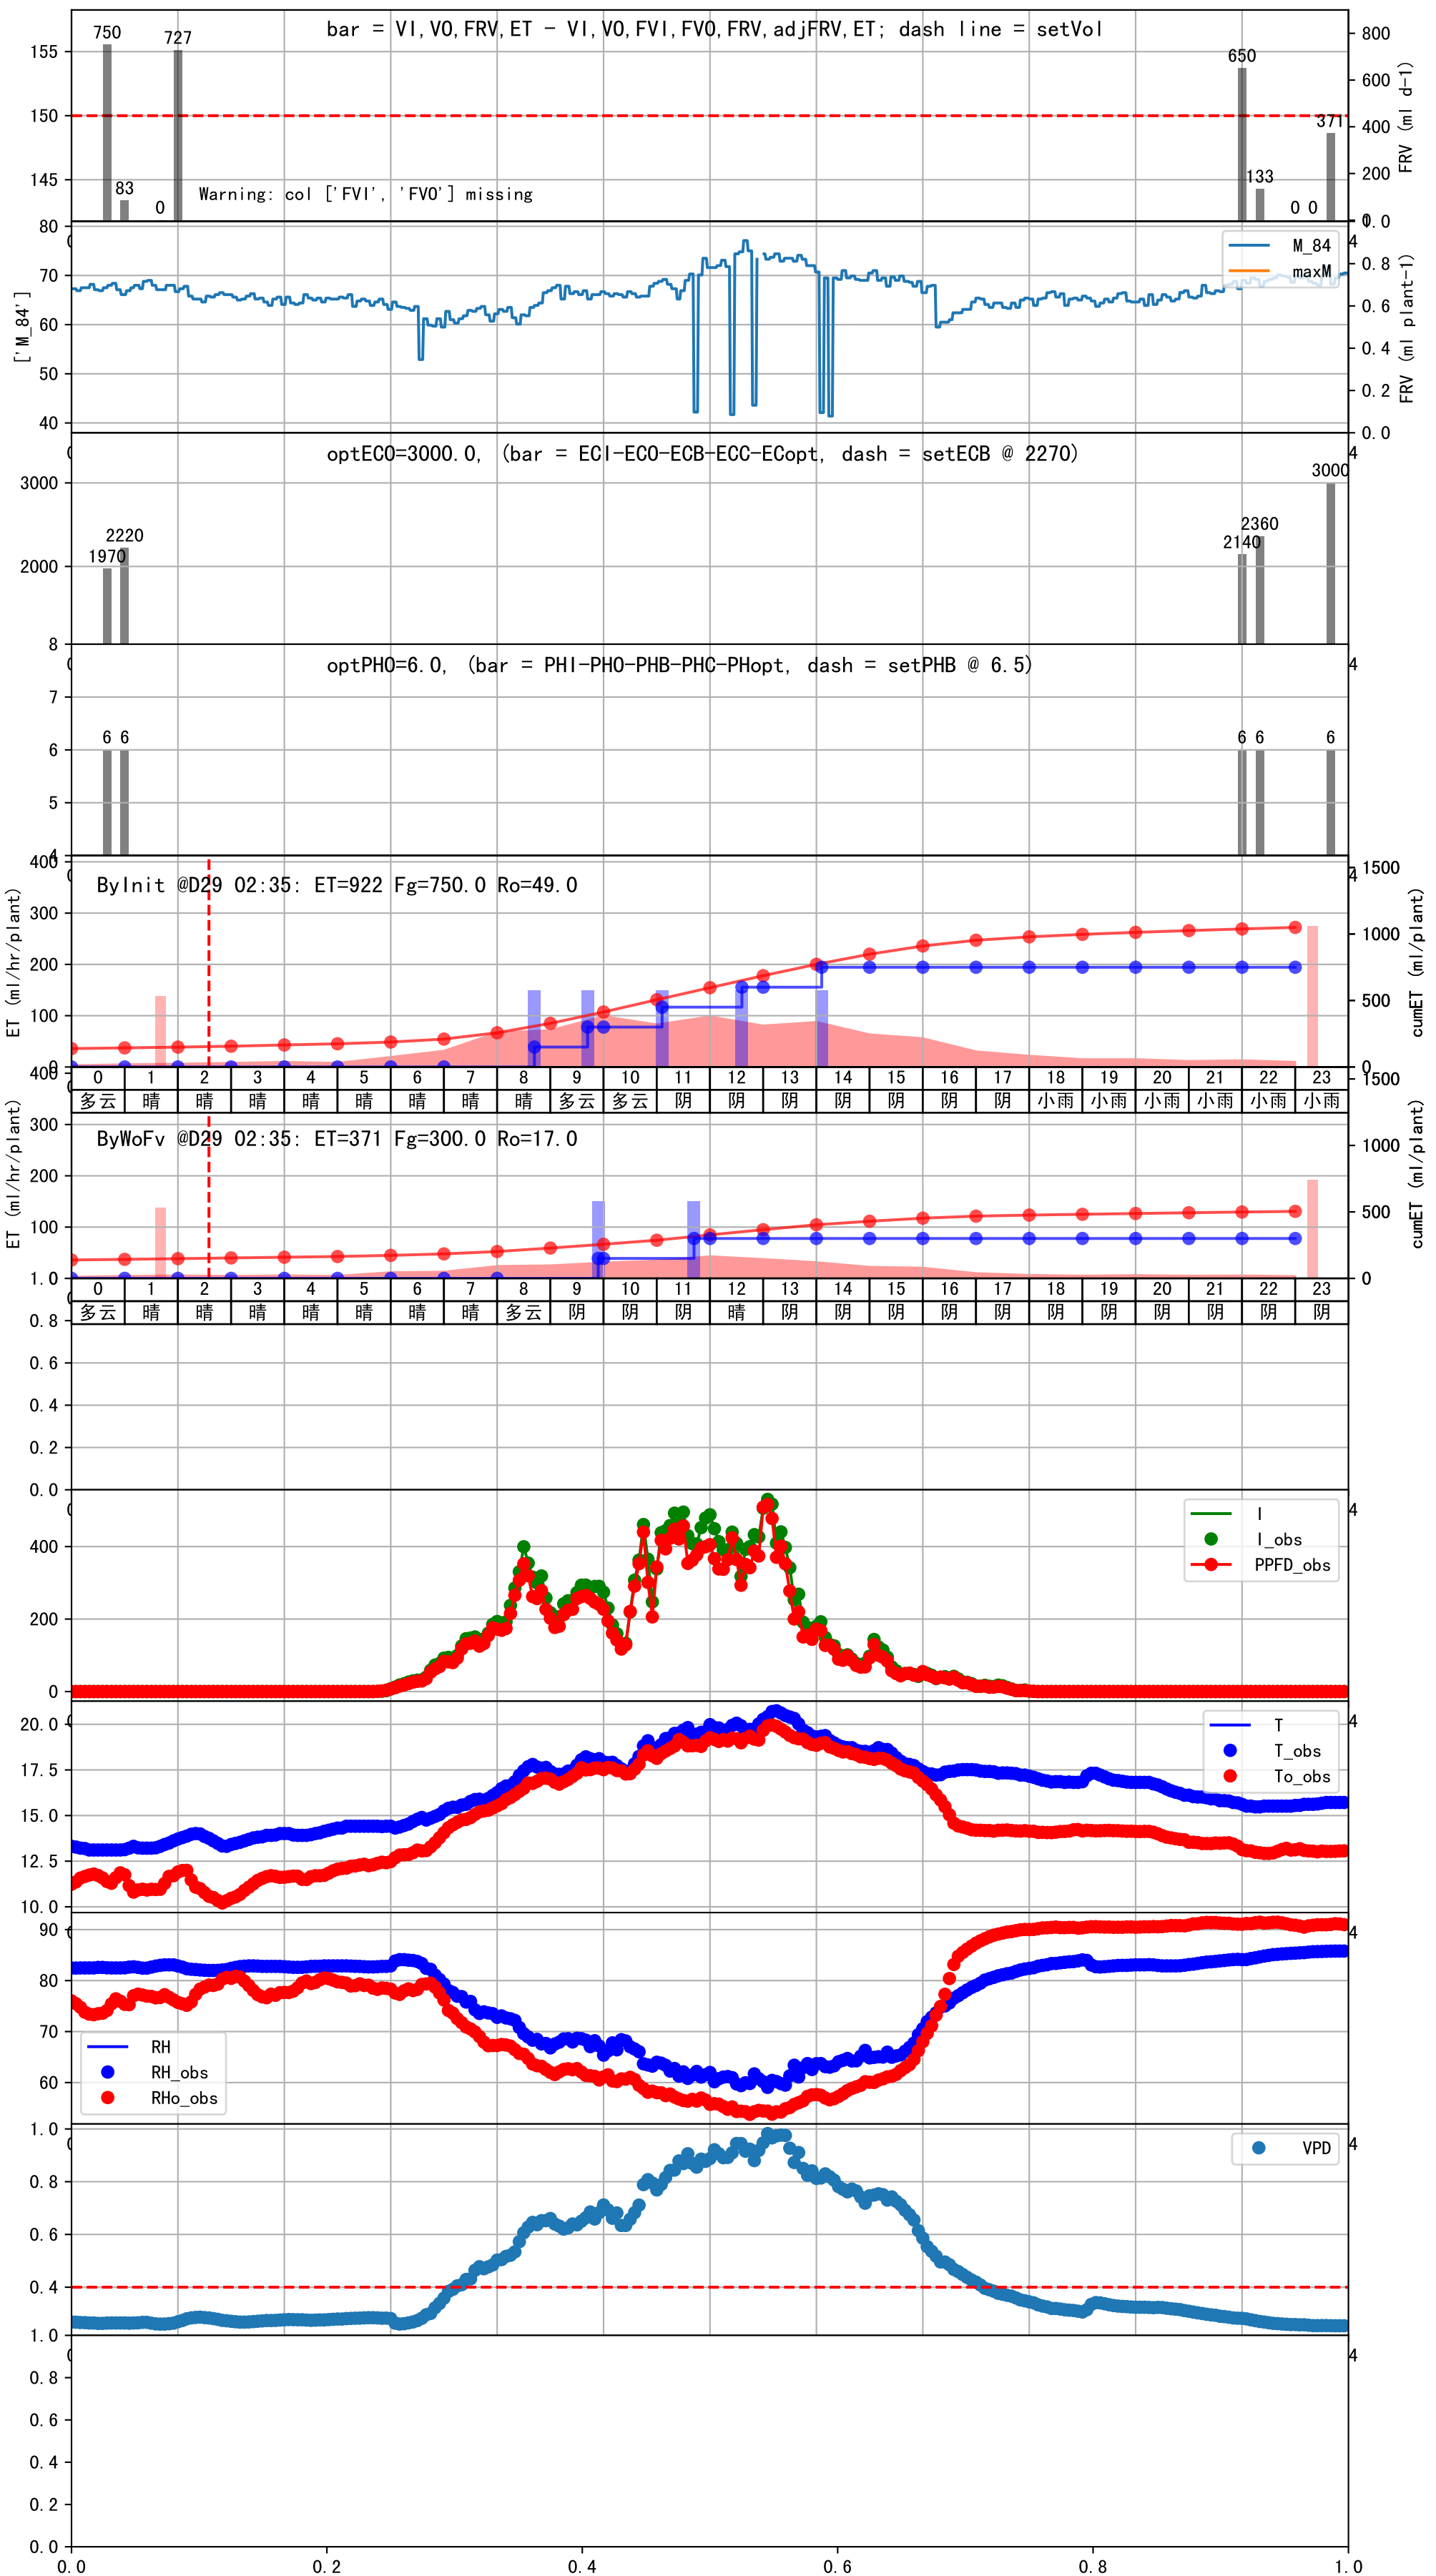 bar = VI,VO,FRV,ET - VI,VO,FVI,FVO,FRV,adjFRV,ET; dash line = setVol
750 83 0 727 650 133 0 0 371
155 150 145
800 600 400 200 0
FRV (ml d-1)
Warning: col ['FVI', 'FVO'] missing
80 70 60 50 40
['M_84']
M_84
maxM
1.0 0.8 0.6 0.4 0.2 0.0
FRV (ml plant-1)
optECO=3000.0, (bar = ECI-ECO-ECB-ECC-ECopt, dash = setECB @ 2270)
3000 2000
1970 2220 2140 2360 3000
optPHO=6.0, (bar = PHI-PHO-PHB-PHC-PHopt, dash = setPHB @ 6.5)
8 7 6 5 4
6 6 6 6 6
ByInit @D29 02:35: ET=922 Fg=750.0 Ro=49.0
400 300 200 100 0
ET (ml/hr/plant)
1500 1000 500 0
cumET (ml/plant)
0 1 2 3 4 5 6 7 8 9 10 11 12 13 14 15 16 17 18 19 20 21 22 23
多云 晴 晴 晴 晴 晴 晴 晴 晴 多云 多云 阴 阴 阴 阴 阴 阴 阴 小雨 小雨 小雨 小雨 小雨 小雨
ByWoFv @D29 02:35: ET=371 Fg=300.0 Ro=17.0
400 300 200 100
ET (ml/hr/plant)
1500 1000 500 0
cumET (ml/plant)
0 1 2 3 4 5 6 7 8 9 10 11 12 13 14 15 16 17 18 19 20 21 22 23
多云 晴 晴 晴 晴 晴 晴 晴 多云 阴 阴 阴 晴 阴 阴 阴 阴 阴 阴 阴 阴 阴 阴 阴
1.0 0.8 0.6 0.4 0.2 0.0
400 200 0
I
I_obs
PPFD_obs
20.0 17.5 15.0 12.5 10.0
T
T_obs
To_obs
90 80 70 60
RH
RH_obs
RHo_obs
1.0 0.8 0.6 0.4
VPD
1.0 0.8 0.6 0.4 0.2 0.0
0.0 0.2 0.4 0.6 0.8 1.0